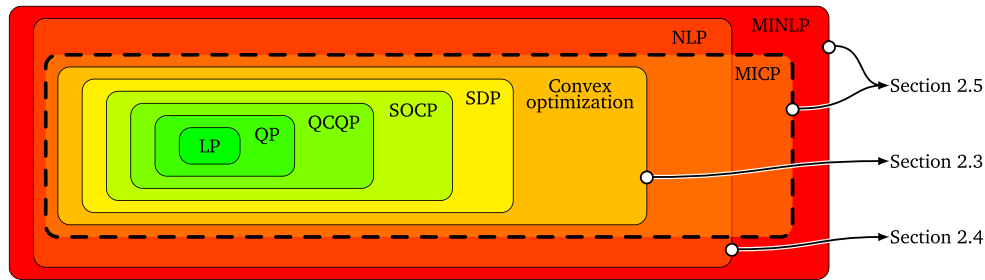 MINLP
NLP
MICP
Convex
optimization
SDP
SOCP
QCQP
QP
LP
Section 2.5
Section 2.3
Section 2.4